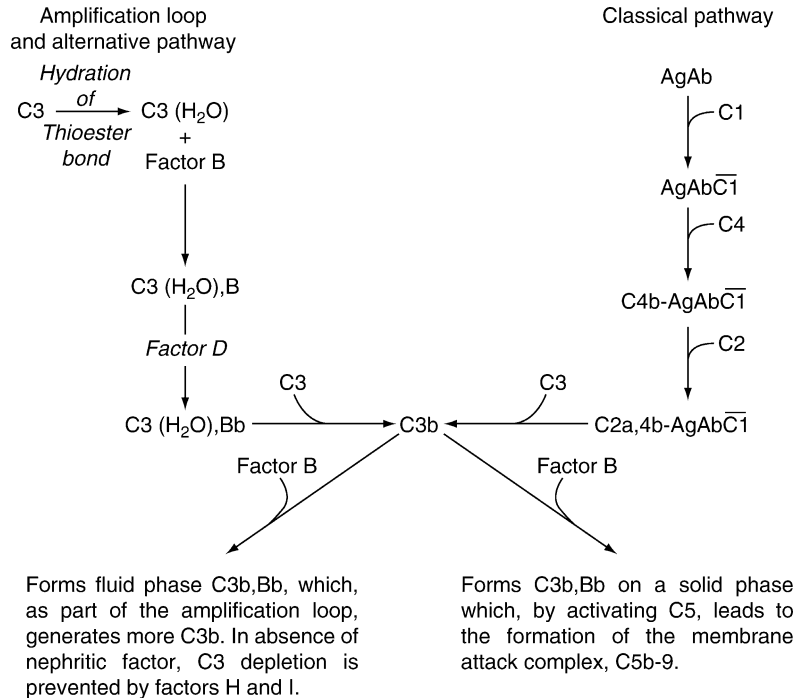 Amplification loop
and alternative pathway
Hydration
of
Thioester
bond
C3
C3 (H₂O)
+
Factor B
C3 (H₂O),B
Factor D
C3 (H₂O),Bb
C3
C3b
Classical pathway
AgAb
C1
AgAbC̅1̅
C4
C4b-AgAbC̅1̅
C2
C2a,4b-AgAbC̅1̅
C3
Factor B
Factor B
Forms fluid phase C3b,Bb, which,
as part of the amplification loop,
generates more C3b. In absence of
nephritic factor, C3 depletion is
prevented by factors H and I.
Forms C3b,Bb on a solid phase
which, by activating C5, leads to
the formation of the membrane
attack complex, C5b-9.